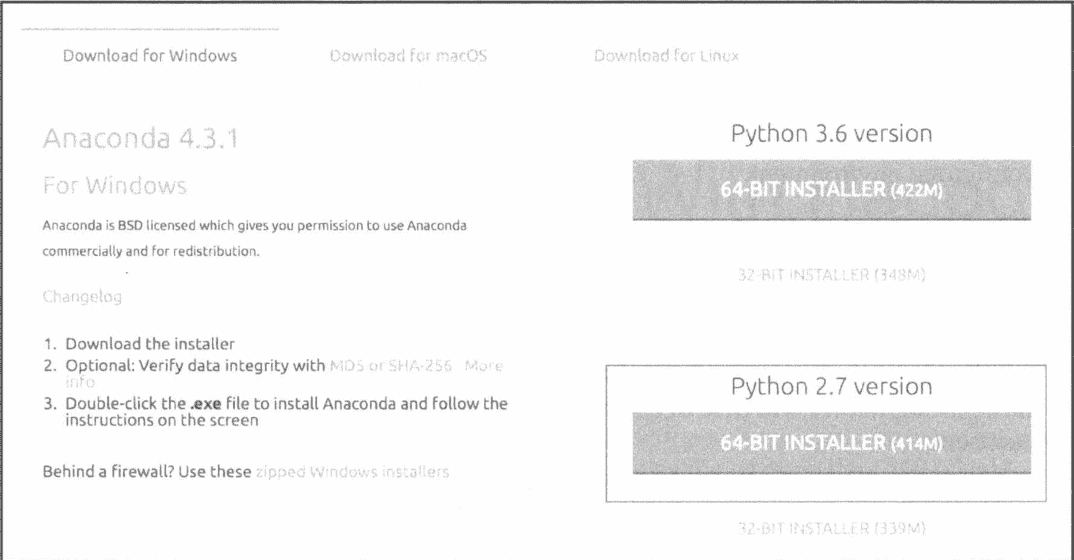 Download for Windows
Download for macOS
Download for Linux
Anaconda 4.3.1
For Windows
Anaconda is BSD licensed which gives you permission to use Anaconda
commercially and for redistribution.
Changelog
1. Download the installer
2. Optional: Verify data integrity with MD5 or SHA-256 More
info
3. Double-click the .exe file to install Anaconda and follow the
instructions on the screen
Behind a firewall? Use these zipped Windows installers
Python 3.6 version
64-BIT INSTALLER (422M)
32-BIT INSTALLER (348M)
Python 2.7 version
64-BIT INSTALLER (414M)
32-BIT INSTALLER (339M)